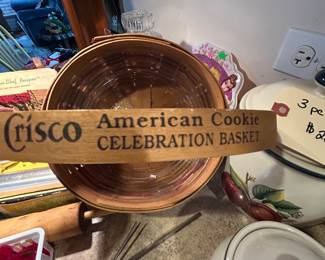 Crisco American Cookie
CELEBRATION BASKET
3 pc